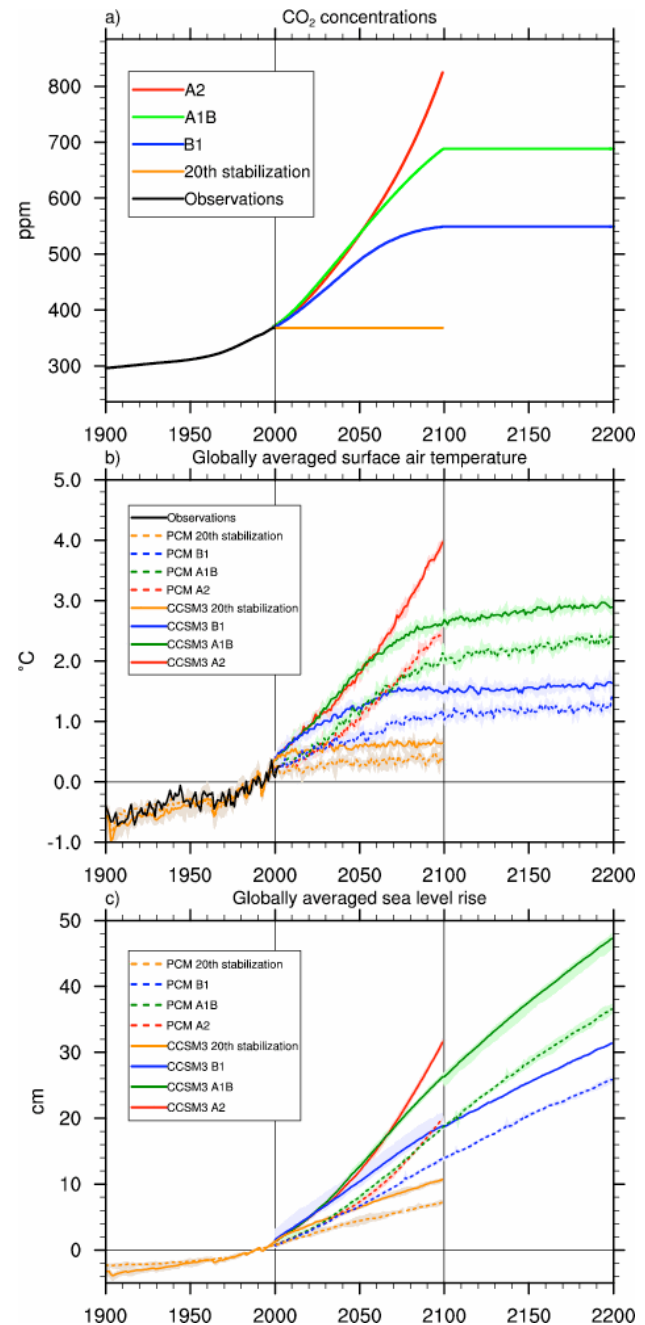 a) CO₂ concentrations
800
700
600
500
400
300
ppm
A2
A1B
B1
20th stabilization
Observations
1900 1950 2000 2050 2100 2150 2200
b) Globally averaged surface air temperature
5.0
4.0
3.0
2.0
1.0
0.0
-1.0
°C
Observations
PCM 20th stabilization
PCM B1
PCM A1B
PCM A2
CCSM3 20th stabilization
CCSM3 B1
CCSM3 A1B
CCSM3 A2
1900 1950 2000 2050 2100 2150 2200
c) Globally averaged sea level rise
50
40
30
20
10
0
cm
PCM 20th stabilization
PCM B1
PCM A1B
PCM A2
CCSM3 20th stabilization
CCSM3 B1
CCSM3 A1B
CCSM3 A2
1900 1950 2000 2050 2100 2150 2200